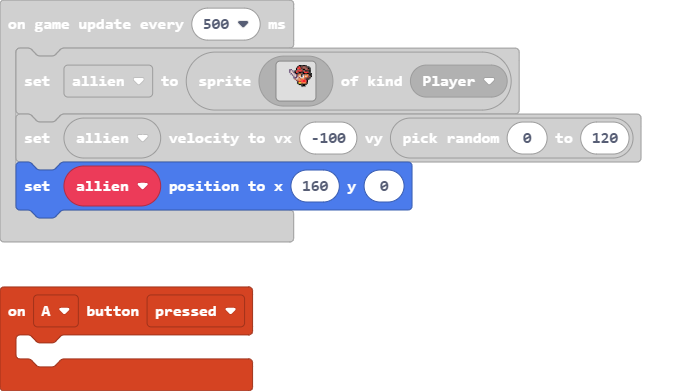 on game update every 500 ms
set allien to sprite of kind Player
set allien velocity to vx -100 vy pick random 0 to 120
set allien position to x 160 y 0
on A button pressed